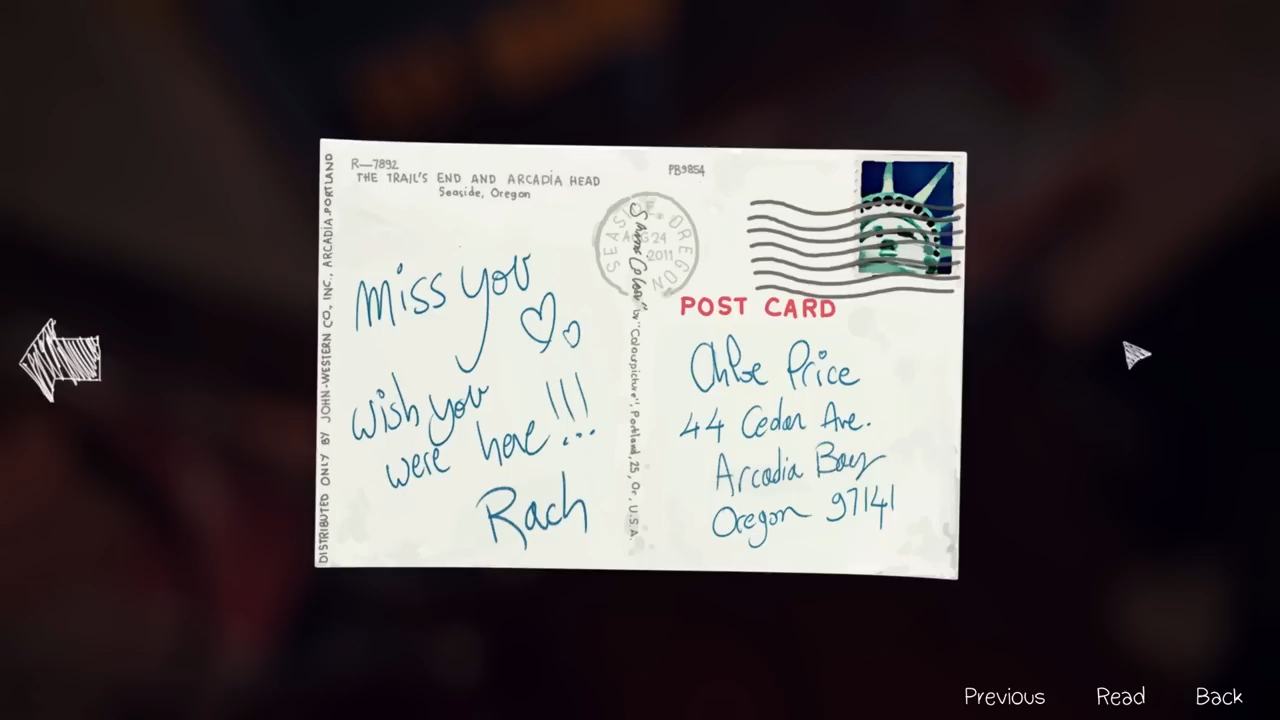 R—7892
THE TRAIL'S END AND ARCADIA HEAD
Seaside, Oregon
PB9854
DISTRIBUTED ONLY BY JOHN-WESTERN CO., INC., ARCADIA-PORTLAND
SEASIDE, OREGON
AUG 24
2011
by "Colourpicture", Portland, 25, Or, U.S.A.
POST CARD
Miss you
wish you
were here!!!
Rach
Chloe Price
44 Cedar Ave.
Arcadia Bay
Oregon 97141
Previous
Read
Back